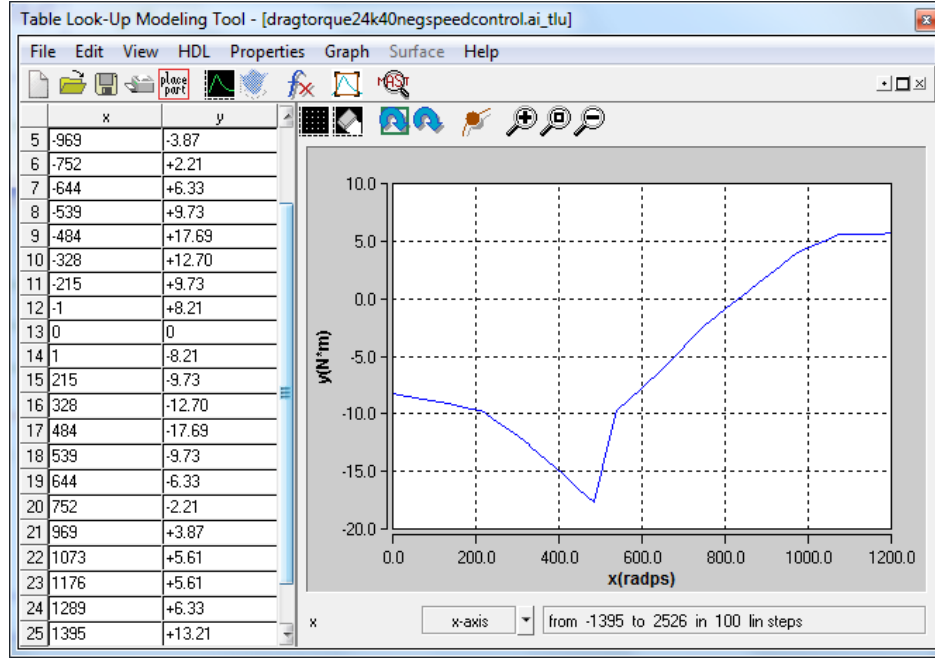 Table Look-Up Modeling Tool - [dragtorque24k40negspeedcontrol.ai_tlu]
File Edit View HDL Properties Graph Surface Help
place part fx MAST
x y
5 -969 -3.87
6 -752 +2.21
7 -644 +6.33
8 -539 +9.73
9 -484 +17.69
10 -328 +12.70
11 -215 +9.73
12 -1 +8.21
13 0 0
14 1 -8.21
15 215 -9.73
16 328 -12.70
17 484 -17.69
18 539 -9.73
19 644 -6.33
20 752 -2.21
21 969 +3.87
22 1073 +5.61
23 1176 +5.61
24 1289 +6.33
25 1395 +13.21
10.0
5.0
0.0
-5.0
-10.0
-15.0
-20.0
y(N*m)
0.0 200.0 400.0 600.0 800.0 1000.0 1200.0
x(radps)
x x-axis from -1395 to 2526 in 100 lin steps